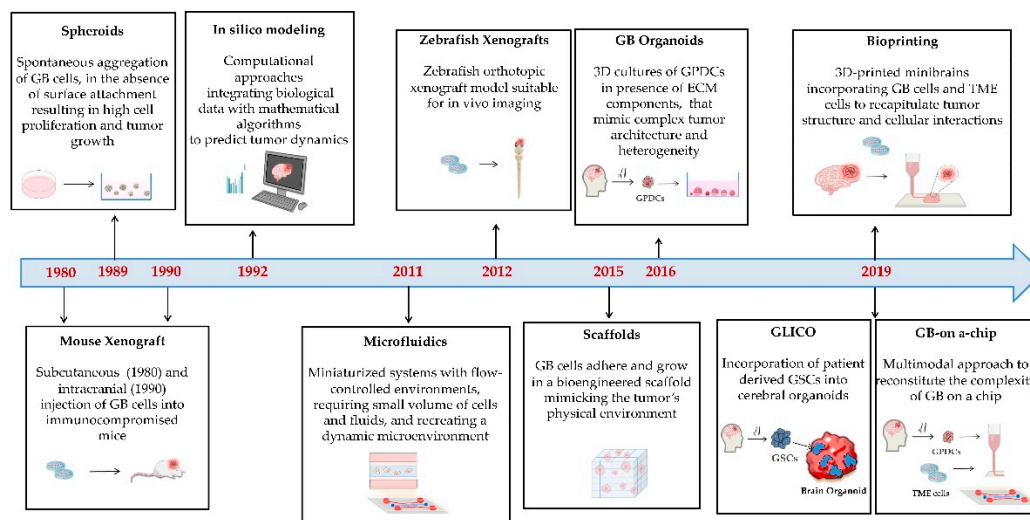 Spheroids
Spontaneous aggregation
of GB cells, in the absence
of surface attachment
resulting in high cell
proliferation and tumor
growth
In silico modeling
Computational
approaches
integrating biological
data with mathematical
algorithms
to predict tumor dynamics
Zebrafish Xenografts
Zebrafish orthotopic
xenograft model suitable
for in vivo imaging
GB Organoids
3D cultures of GPDCs
in presence of ECM
components, that
mimic complex tumor
architecture and
heterogeneity
GPDCs
Bioprinting
3D-printed minibrains
incorporating GB cells and TME
cells to recapitulate tumor
structure and cellular interactions
1980
1989
1990
1992
2011
2012
2015
2016
2019
Mouse Xenograft
Subcutaneous (1980) and
intracranial (1990)
injection of GB cells into
immunocompromised
mice
Microfluidics
Miniaturized systems with flow-
controlled environments,
requiring small volume of cells
and fluids, and recreating a
dynamic microenvironment
Scaffolds
GB cells adhere and grow
in a bioengineered scaffold
mimicking the tumor's
physical environment
GLICO
Incorporation of patient
derived GSCs into
cerebral organoids
GSCs
Brain Organoid
GB-on a-chip
Multimodal approach to
reconstitute the complexity
of GB on a chip
GPDCs
TME cells